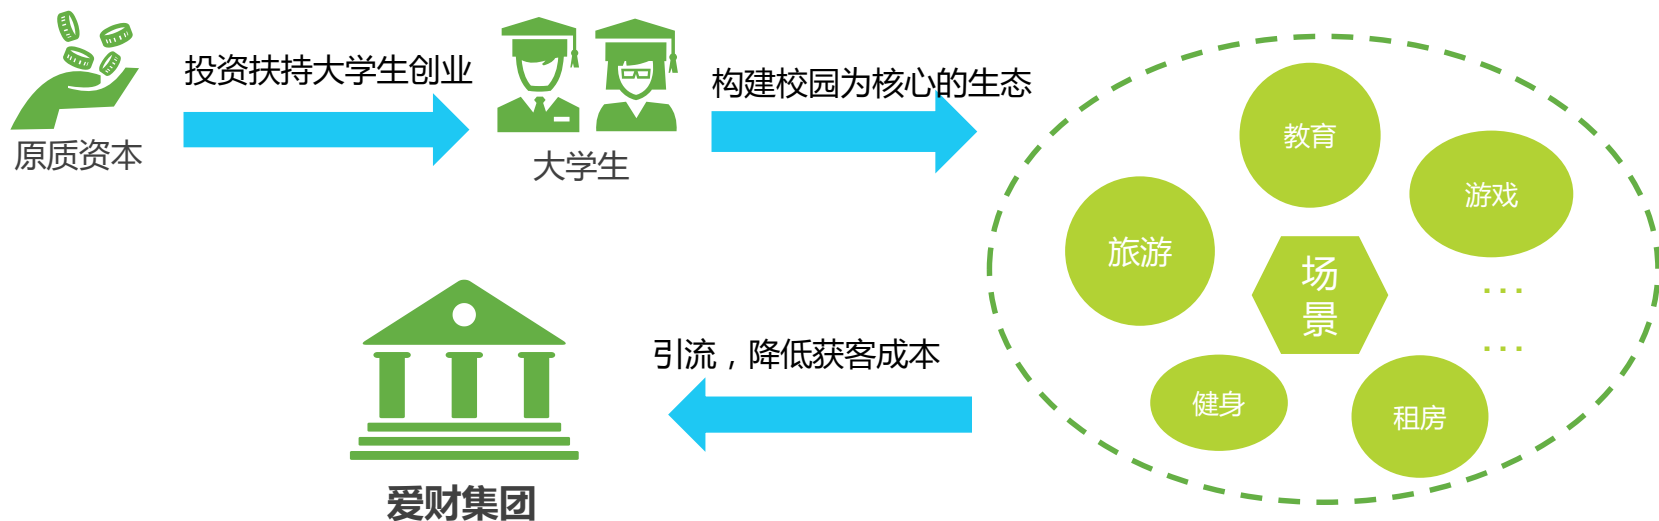 投资扶持大学生创业
原质资本
大学生
构建校园为核心的生态
教育
游戏
旅游
场
景
...
...
健身
租房
引流，降低获客成本
爱财集团